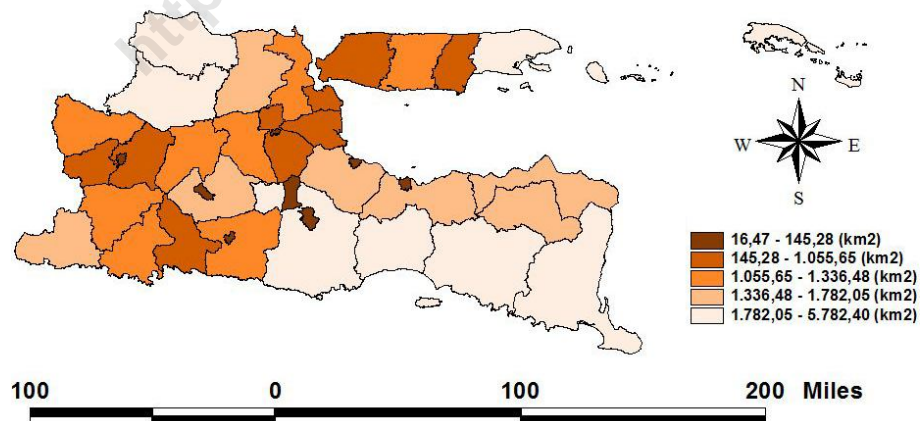 http
N
W E
S
16,47 - 145,28 (km2)
145,28 - 1.055,65 (km2)
1.055,65 - 1.336,48 (km2)
1.336,48 - 1.782,05 (km2)
1.782,05 - 5.782,40 (km2)
100 0 100 200 Miles